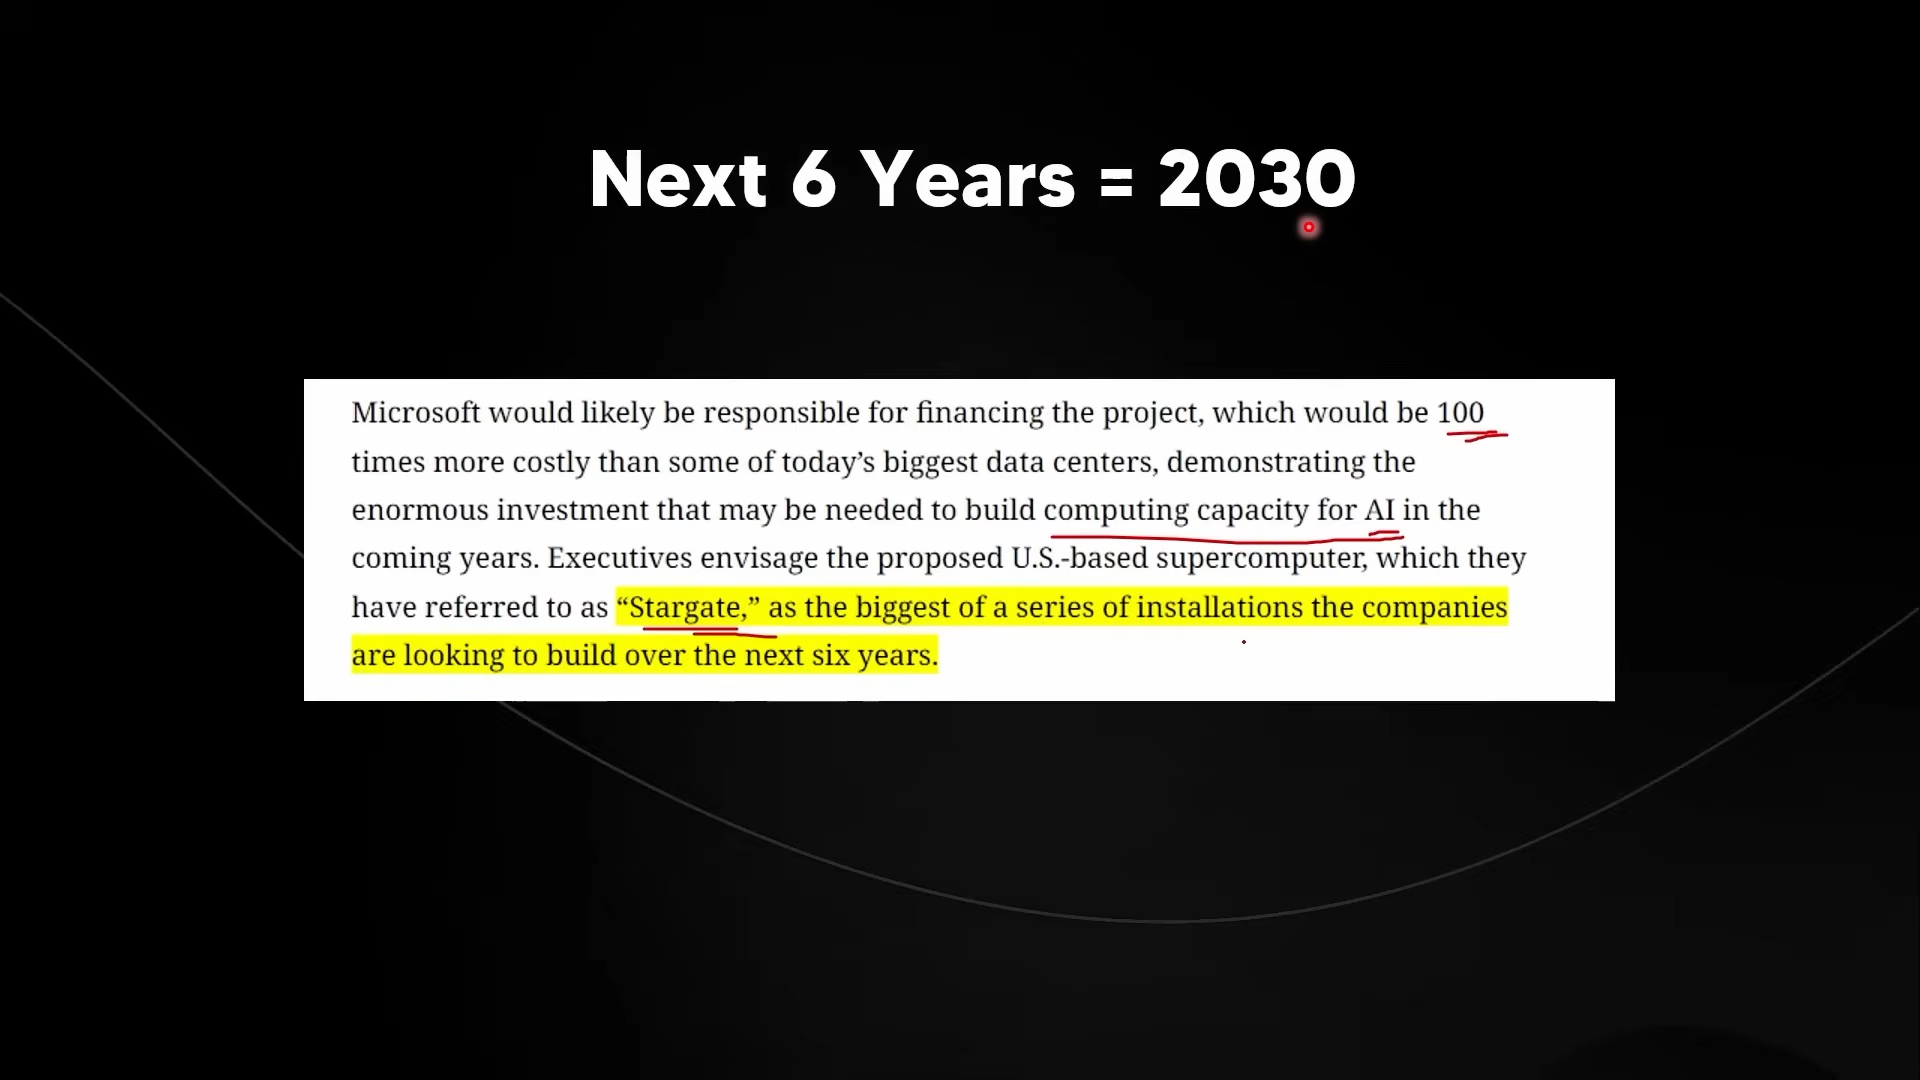 Next 6 Years = 2030
Microsoft would likely be responsible for financing the project, which would be 100
times more costly than some of today’s biggest data centers, demonstrating the
enormous investment that may be needed to build computing capacity for AI in the
coming years. Executives envisage the proposed U.S.-based supercomputer, which they
have referred to as “Stargate,” as the biggest of a series of installations the companies
are looking to build over the next six years.